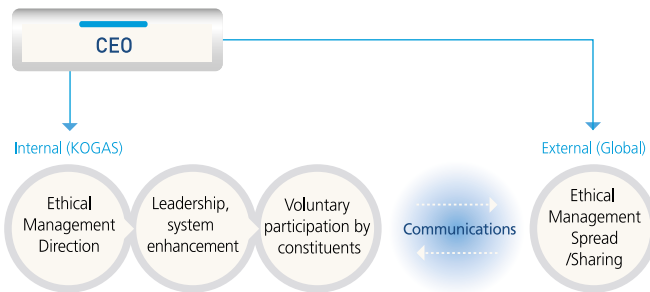 CEO
Internal (KOGAS)
External (Global)
Ethical
Management
Direction
Leadership,
system
enhancement
Voluntary
participation by
constituents
Communications
Ethical
Management
Spread
/Sharing